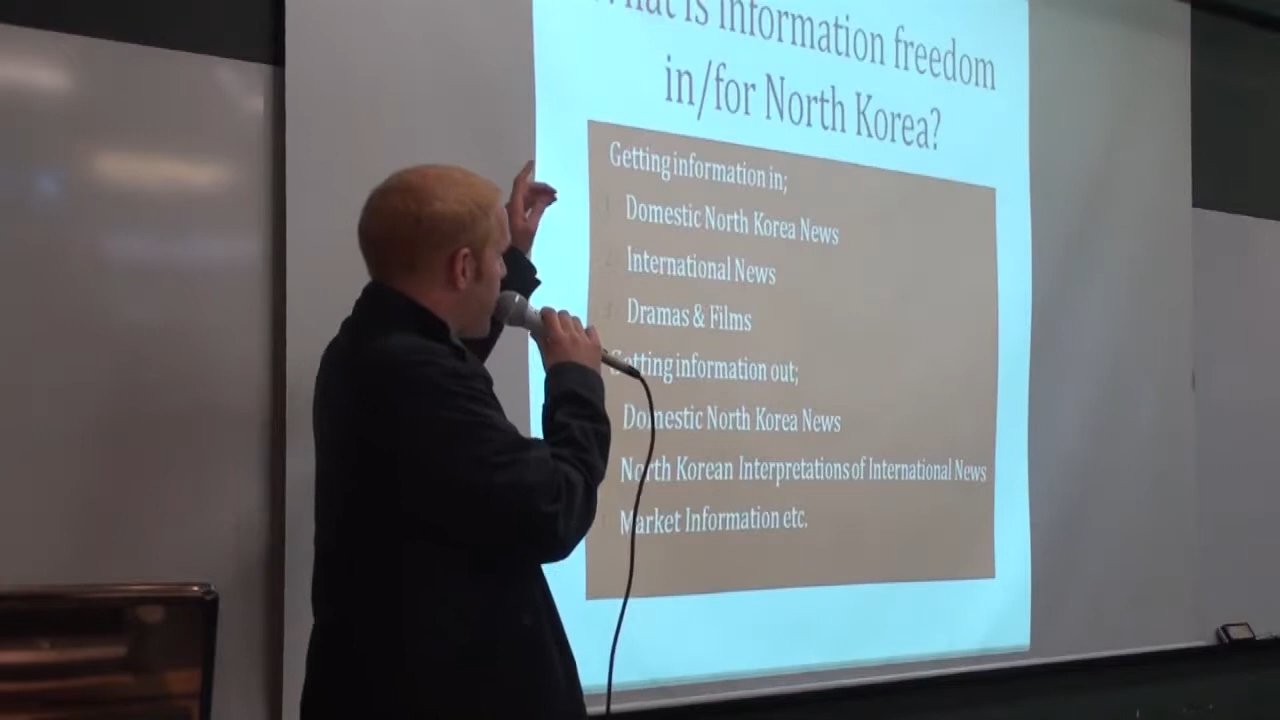 What is information freedom
in/for North Korea?
Getting information in;
Domestic North Korea News
International News
Dramas & Films
Getting information out;
Domestic North Korea News
North Korean Interpretations of International News
Market Information etc.